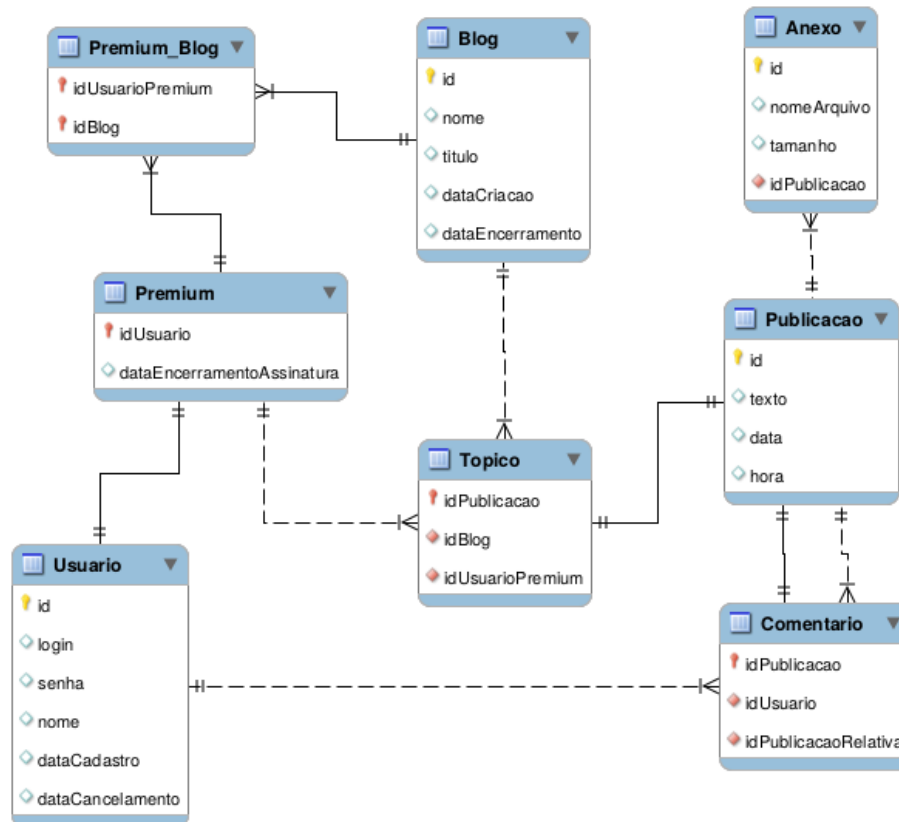 Premium_Blog
idUsuarioPremium
idBlog
Blog
id
nome
titulo
dataCriacao
dataEncerramento
Anexo
id
nomeArquivo
tamanho
idPublicacao
Premium
idUsuario
dataEncerramentoAssinatura
Publicacao
id
texto
data
hora
Topico
idPublicacao
idBlog
idUsuarioPremium
Usuario
id
login
senha
nome
dataCadastro
dataCancelamento
Comentario
idPublicacao
idUsuario
idPublicacaoRelativa